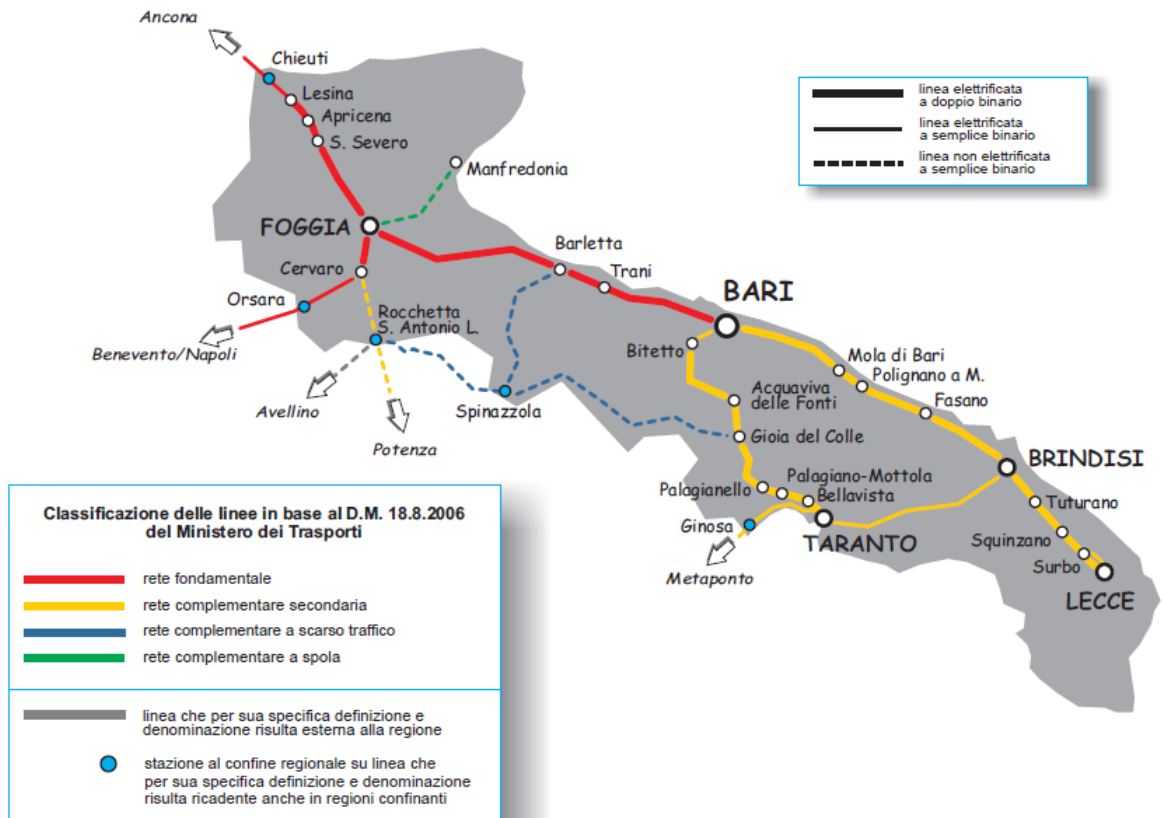 Ancona
Chieuti
Lesina
Apricena
S. Severo
Manfredonia
FOGGIA
Cervaro
Orsara
Benevento/Napoli
Rocchetta
S. Antonio L.
Avellino
Potenza
Spinazzola
Barletta
Trani
BARI
Bitetto
Mola di Bari
Polignano a M.
Fasano
Acquaviva
delle Fonti
Gioia del Colle
BRINDISI
Palagianello
Palagiano-Mottola
Bellavista
Ginosa
TARANTO
Metaponto
Tuturano
Squinzano
Surbo
LECCE
linea elettrificata
a doppio binario
linea elettrificata
a semplice binario
linea non elettrificata
a semplice binario
Classificazione delle linee in base al D.M. 18.8.2006
del Ministero dei Trasporti
rete fondamentale
rete complementare secondaria
rete complementare a scarso traffico
rete complementare a spola
linea che per sua specifica definizione e
denominazione risulta esterna alla regione
stazione al confine regionale su linea che
per sua specifica definizione e denominazione
risulta ricadente anche in regioni confinanti